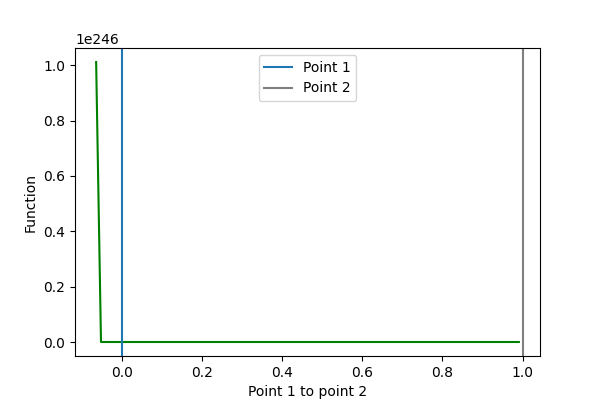 1e246
1.0
0.8
0.6
0.4
0.2
0.0
Function
Point 1
Point 2
0.0 0.2 0.4 0.6 0.8 1.0
Point 1 to point 2